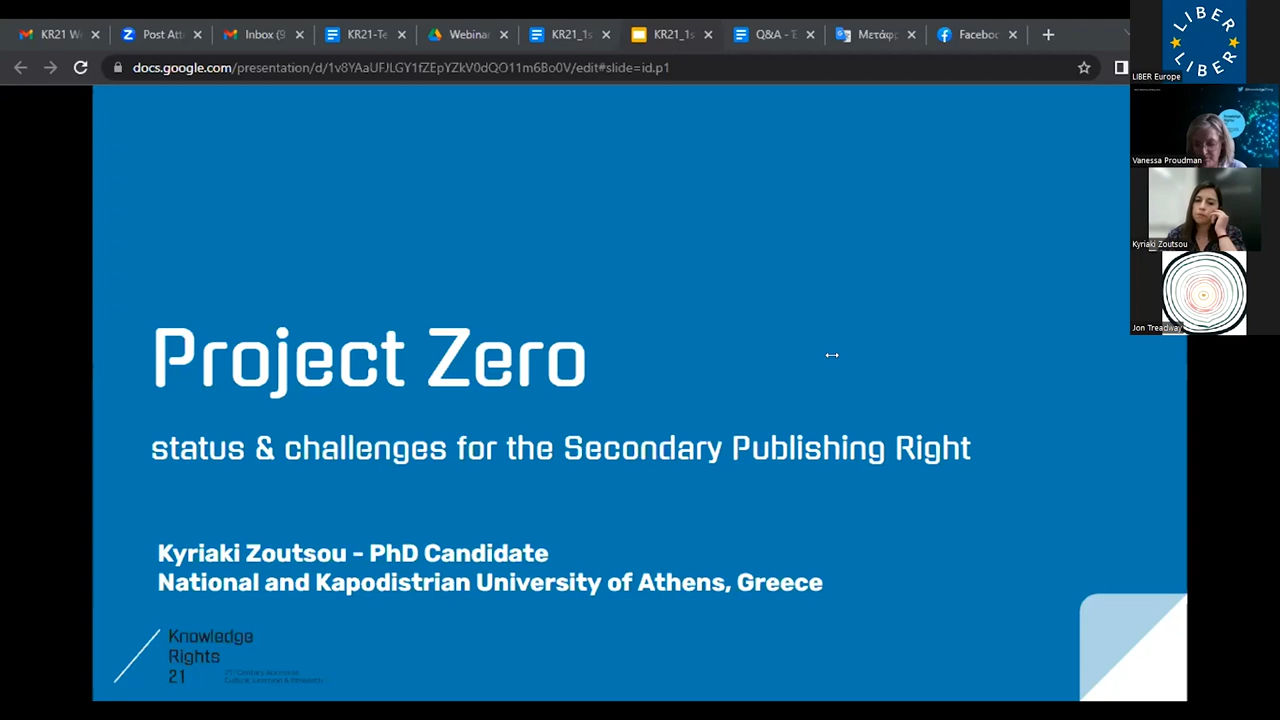 KR21 W
Post Att
Inbox (9
KR21-Te
Webinar
KR21_1s
KR21_1s
Q&A - E
Μετάφρ
Faceboo
docs.google.com/presentation/d/1v8YAaUFJLGY1fZEpYZkV0dQO11m6Bo0V/edit#slide=id.p1
LIBER
LIBER
LIBER Europe
Knowledge
Rights
Vanessa Proudman
Kyriaki Zoutsou
Jon Treadway
Project Zero
status & challenges for the Secondary Publishing Right
Kyriaki Zoutsou - PhD Candidate
National and Kapodistrian University of Athens, Greece
Knowledge
Rights
21